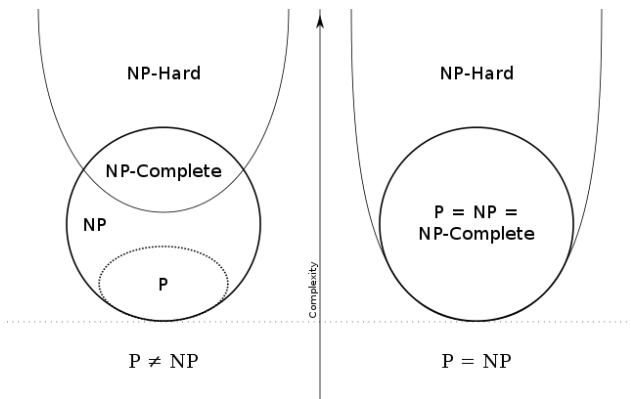 NP-Hard
NP-Complete
NP
P
P ≠ NP
Complexity
NP-Hard
P = NP =
NP-Complete
P = NP